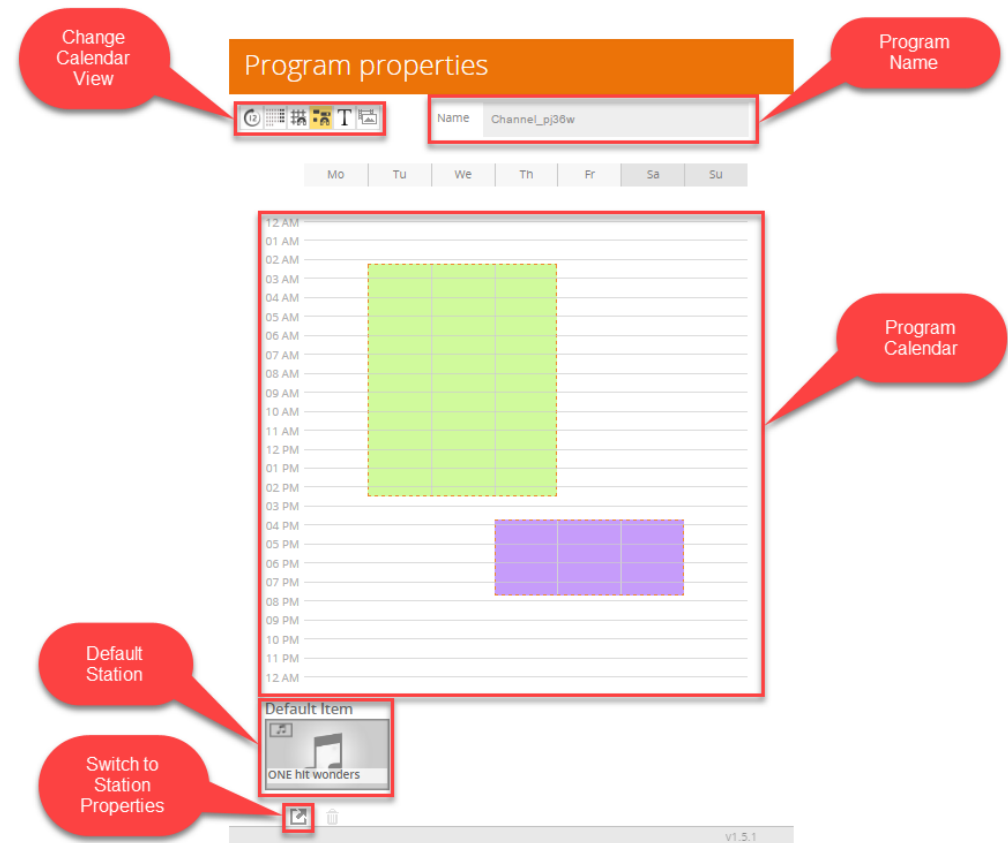 Change
Calendar
View
Program
Name
Program properties
12
T
Name
Channel_pj36w
Mo Tu We Th Fr Sa Su
12 AM
01 AM
02 AM
03 AM
04 AM
05 AM
06 AM
07 AM
08 AM
09 AM
10 AM
11 AM
12 PM
01 PM
02 PM
03 PM
04 PM
05 PM
06 PM
07 PM
08 PM
09 PM
10 PM
11 PM
12 AM
Program
Calendar
Default
Station
Default Item
ONE hit wonders
Switch to
Station
Properties
v1.5.1